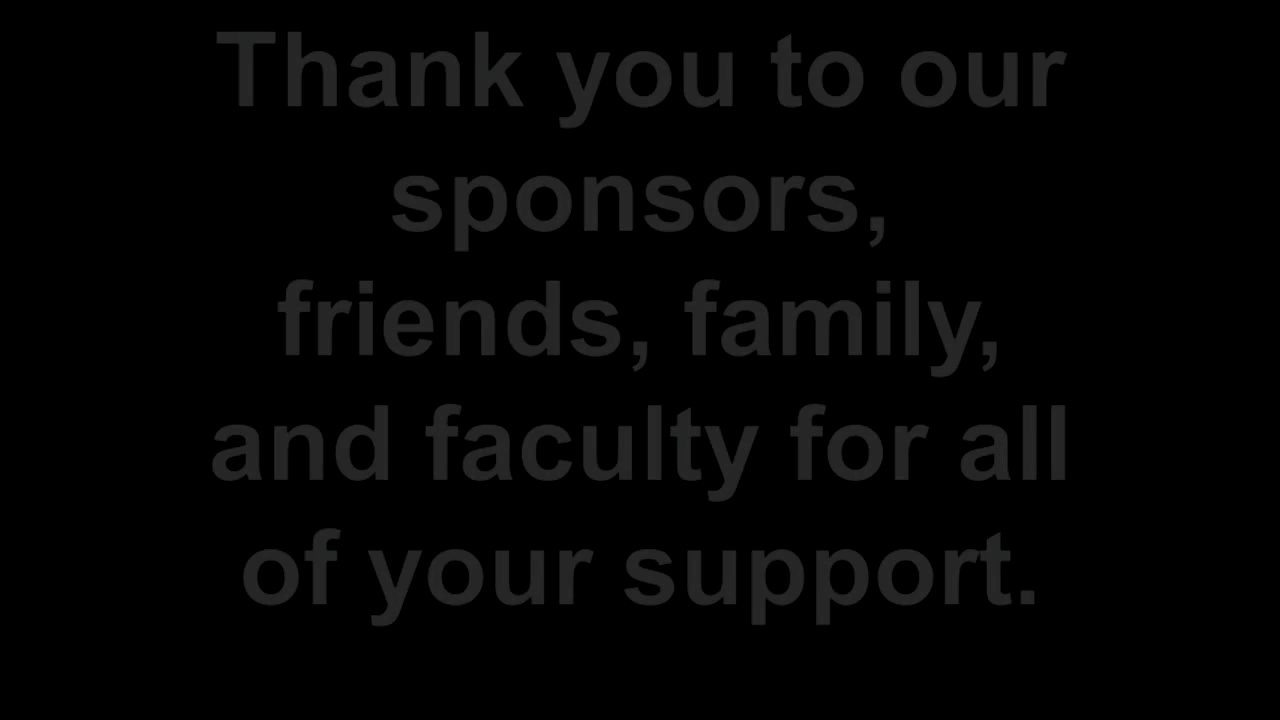 Thank you to our
sponsors,
friends, family,
and faculty for all
of your support.